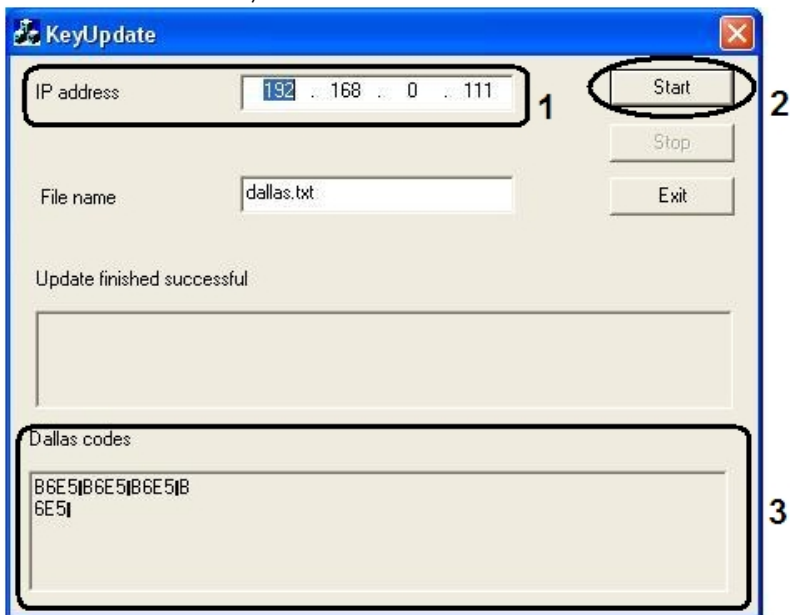 KeyUpdate
IP address 192 . 168 . 0 . 111 1
Start 2
Stop
File name dallas.txt
Exit
Update finished successful
Dallas codes
B6E5|B6E5|B6E5|B
6E5|
3